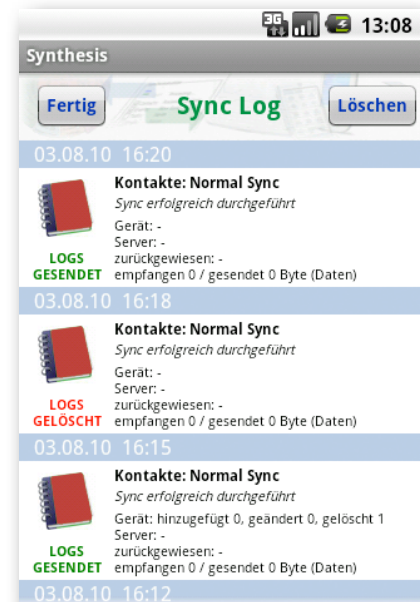 3G 13:08
Synthesis
Fertig Sync Log Löschen
03.08.10 16:20
Kontakte: Normal Sync
Sync erfolgreich durchgeführt
Gerät: -
Server: -
LOGS zurückgewiesen: -
GESENDET empfangen 0 / gesendet 0 Byte (Daten)
03.08.10 16:18
Kontakte: Normal Sync
Sync erfolgreich durchgeführt
Gerät: -
Server: -
LOGS zurückgewiesen: -
GELÖSCHT empfangen 0 / gesendet 0 Byte (Daten)
03.08.10 16:15
Kontakte: Normal Sync
Sync erfolgreich durchgeführt
Gerät: hinzugefügt 0, geändert 0, gelöscht 1
Server: -
LOGS zurückgewiesen: -
GESENDET empfangen 0 / gesendet 0 Byte (Daten)
03.08.10 16:12